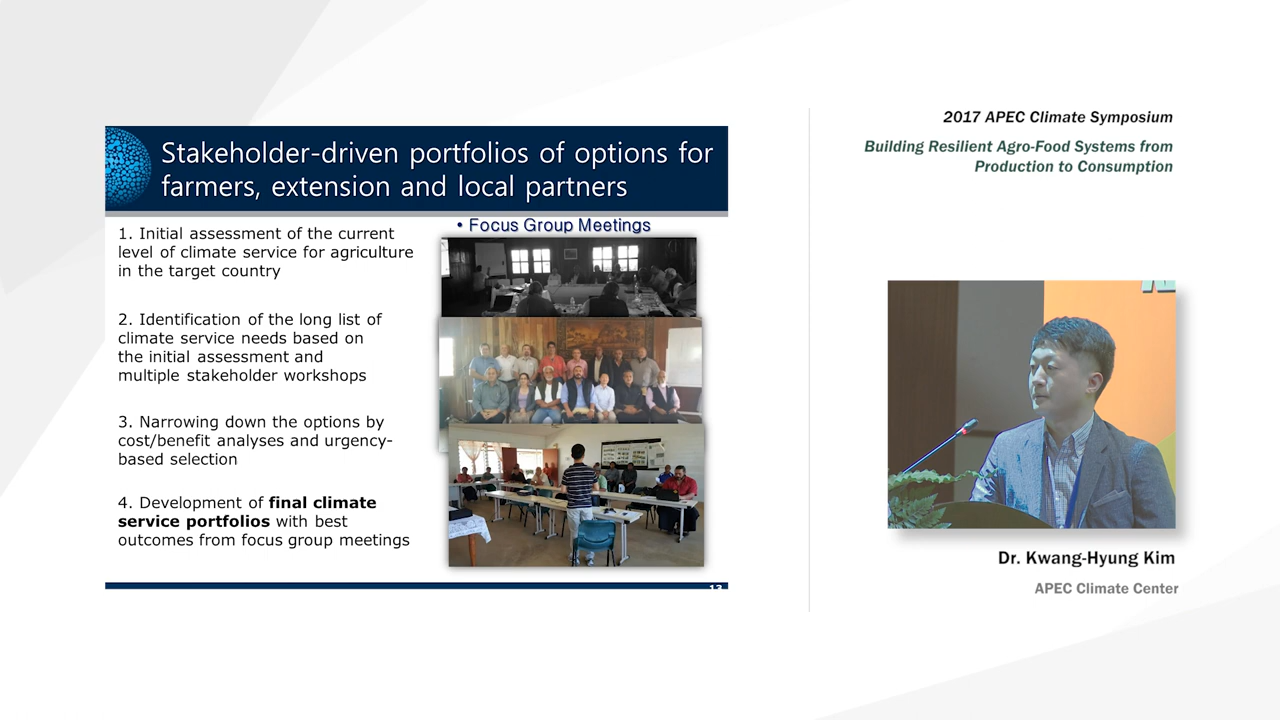 Stakeholder-driven portfolios of options for
farmers, extension and local partners
1. Initial assessment of the current
level of climate service for agriculture
in the target country
2. Identification of the long list of
climate service needs based on
the initial assessment and
multiple stakeholder workshops
3. Narrowing down the options by
cost/benefit analyses and urgency-
based selection
4. Development of final climate
service portfolios with best
outcomes from focus group meetings
• Focus Group Meetings
2017 APEC Climate Symposium
Building Resilient Agro-Food Systems from
Production to Consumption
Dr. Kwang-Hyung Kim
APEC Climate Center